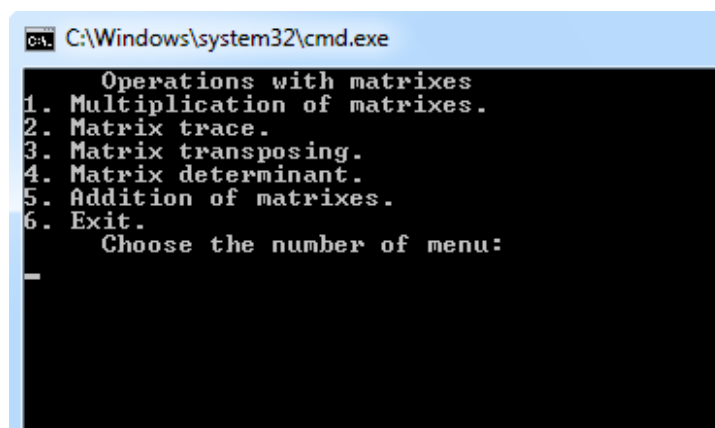 C:\Windows\system32\cmd.exe
Operations with matrixes
1. Multiplication of matrixes.
2. Matrix trace.
3. Matrix transposing.
4. Matrix determinant.
5. Addition of matrixes.
6. Exit.
Choose the number of menu: